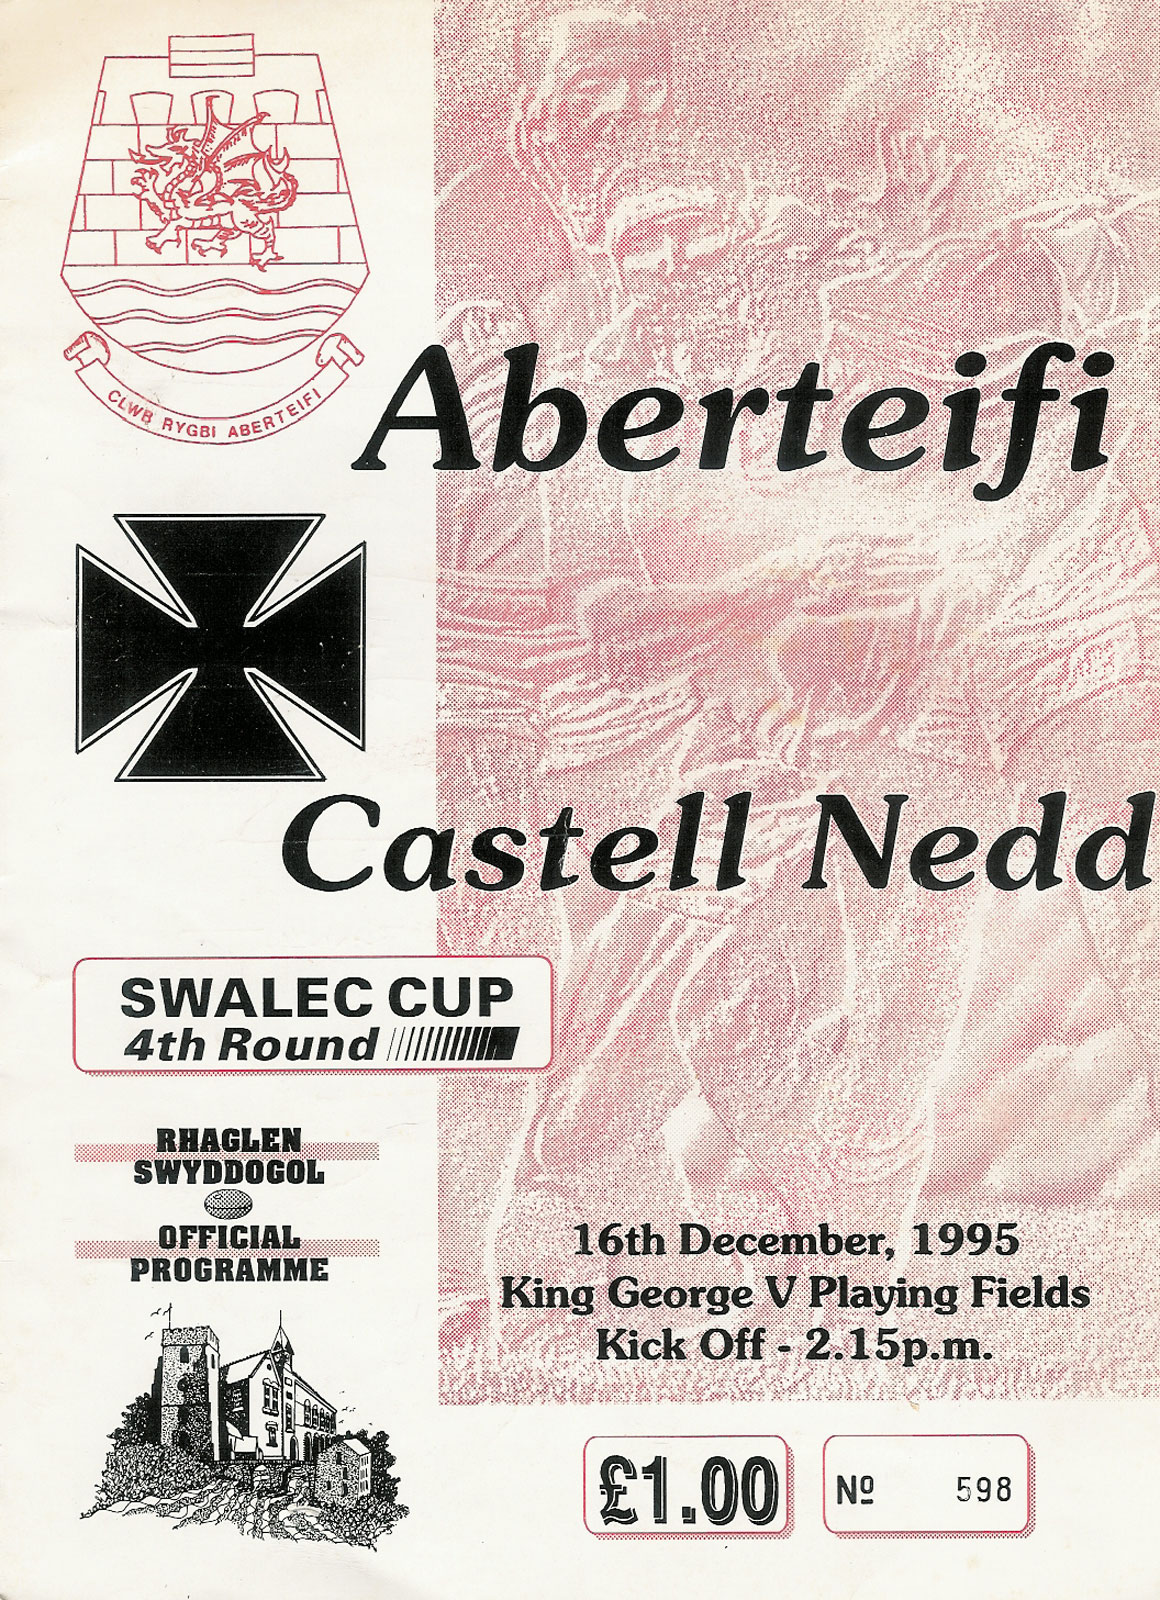 CLWB RYGBI ABERTEIFI
Aberteifi
Castell Nedd
SWALEC CUP
4th Round
RHAGLEN
SWYDDOGOL
OFFICIAL
PROGRAMME
16th December, 1995
King George V Playing Fields
Kick Off - 2.15p.m.
£1.00
Nº 598